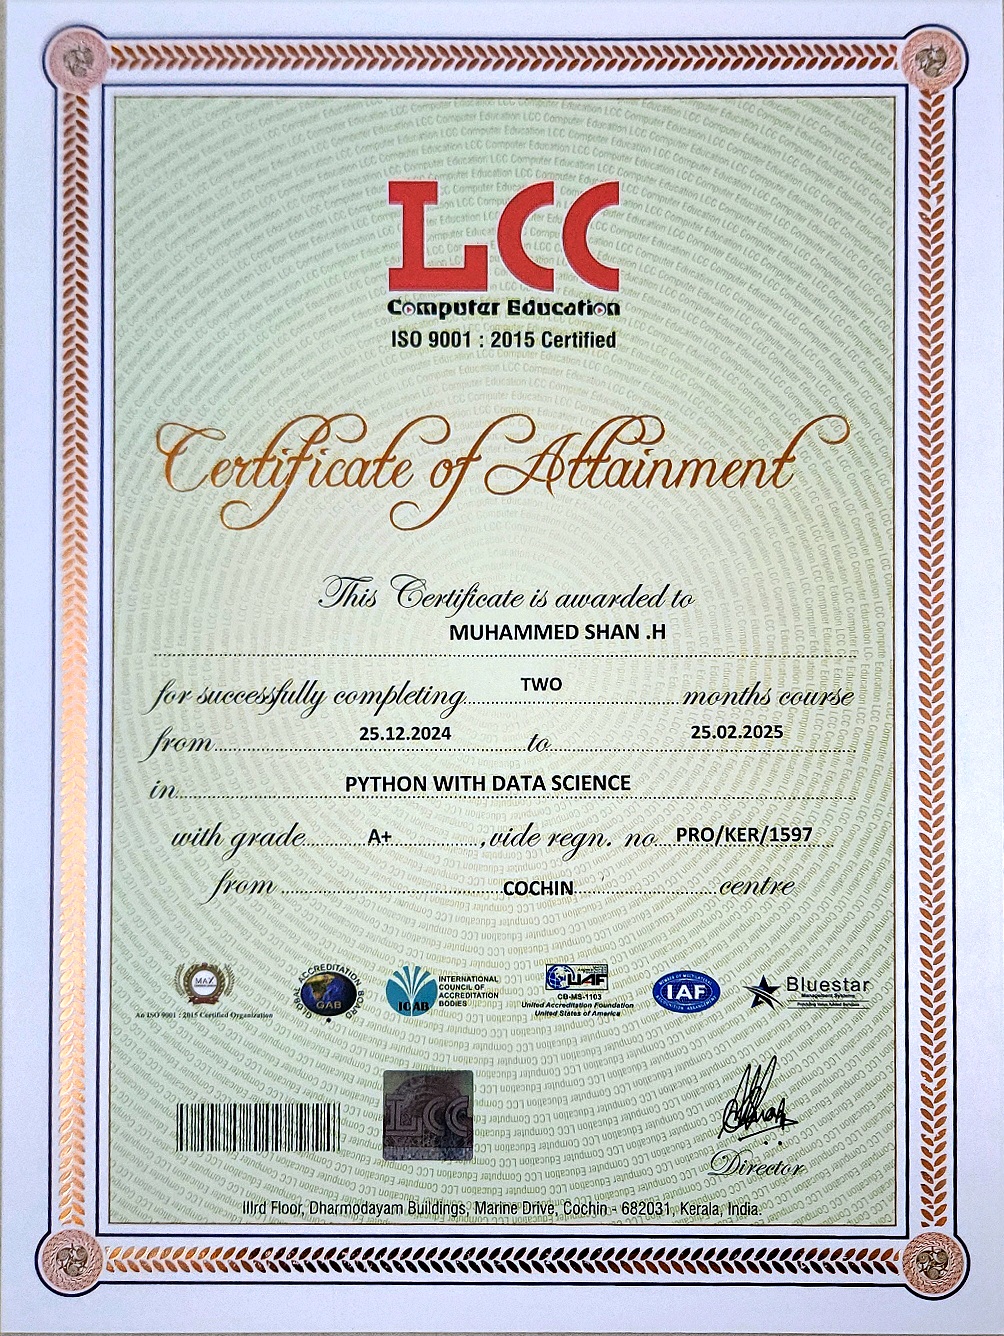 LCC
Computer Education
ISO 9001 : 2015 Certified
Certificate of Attainment
This Certificate is awarded to
MUHAMMED SHAN .H
for successfully completing TWO months course
from 25.12.2024 to 25.02.2025
in PYTHON WITH DATA SCIENCE
with grade A+ ,vide regn. no PRO/KER/1597
from COCHIN centre
MAX
An ISO 9001 : 2015 Certified Organization
GLOBAL ACCREDITATION BOARD
GAB
ICAB
INTERNATIONAL
COUNCIL OF
ACCREDITATION
BODIES
UAF
CB-MS-1103
United Accreditation Foundation
United States of America
IAF
Bluestar
Management Systems
LCC
Director
IIIrd Floor, Dharmodayam Buildings, Marine Drive, Cochin - 682031, Kerala, India.